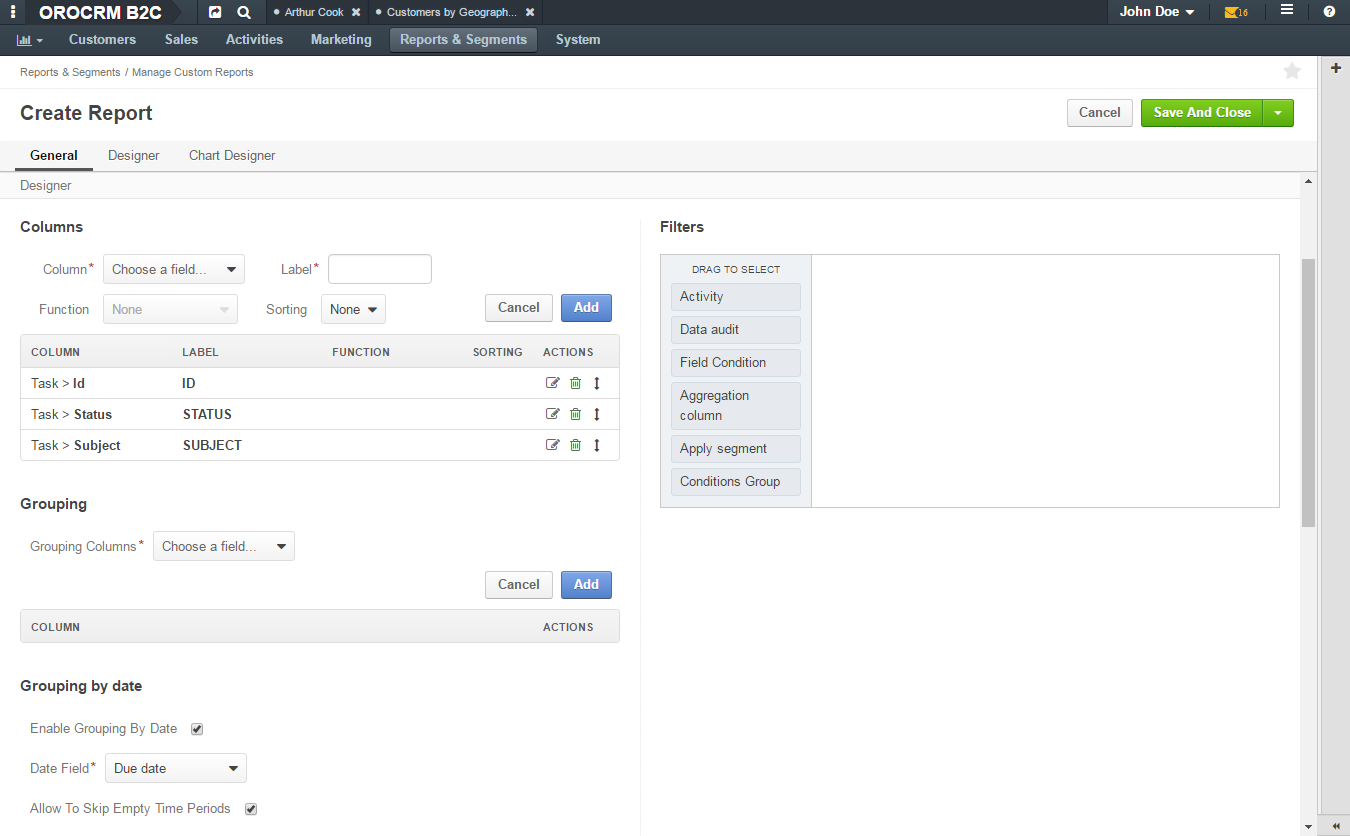 OROCRM B2C Arthur Cook Customers by Geograph... John Doe 16
Customers Sales Activities Marketing Reports & Segments System
Reports & Segments / Manage Custom Reports
Create Report Cancel Save And Close
General Designer Chart Designer
Designer
Columns
Column* Choose a field... Label*
Function None Sorting None Cancel Add
COLUMN LABEL FUNCTION SORTING ACTIONS
Task > Id ID
Task > Status STATUS
Task > Subject SUBJECT
Grouping
Grouping Columns* Choose a field...
Cancel Add
COLUMN ACTIONS
Grouping by date
Enable Grouping By Date
Date Field* Due date
Allow To Skip Empty Time Periods
Filters
DRAG TO SELECT
Activity
Data audit
Field Condition
Aggregation
column
Apply segment
Conditions Group